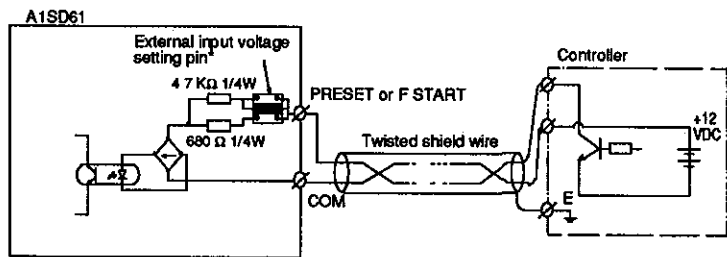 A1SD61
External input voltage
setting pin*
4 7 KΩ 1/4W
680 Ω 1/4W
PRESET or F START
COM
Twisted shield wire
Controller
+12
VDC
E